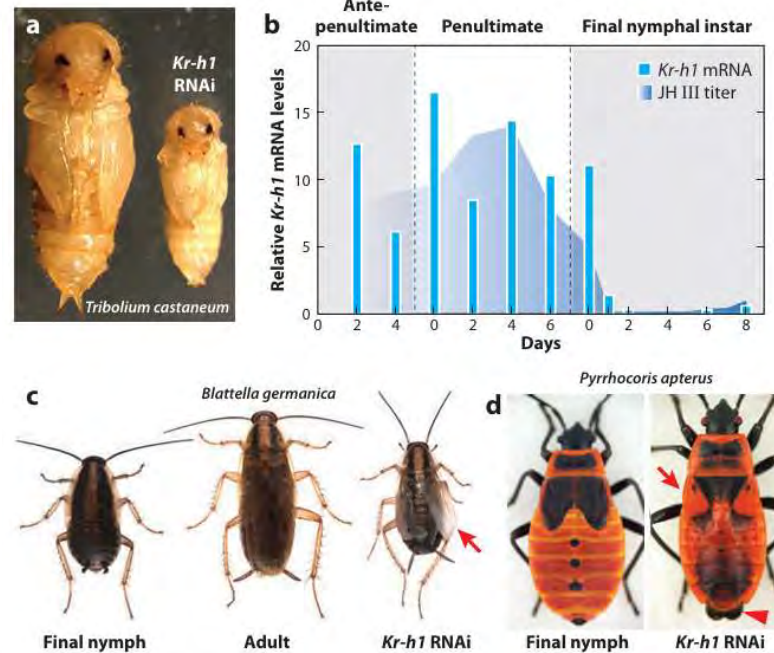 a
Kr-h1
RNAi
Tribolium castaneum
b
Ante-
penultimate Penultimate Final nymphal instar
Relative Kr-h1 mRNA levels
20
15
10
5
0
Kr-h1 mRNA
JH III titer
0 2 4 0 2 4 6 0 2 4 6 8
Days
c
Blattella germanica
Final nymph Adult Kr-h1 RNAi
d
Pyrrhocoris apterus
Final nymph Kr-h1 RNAi